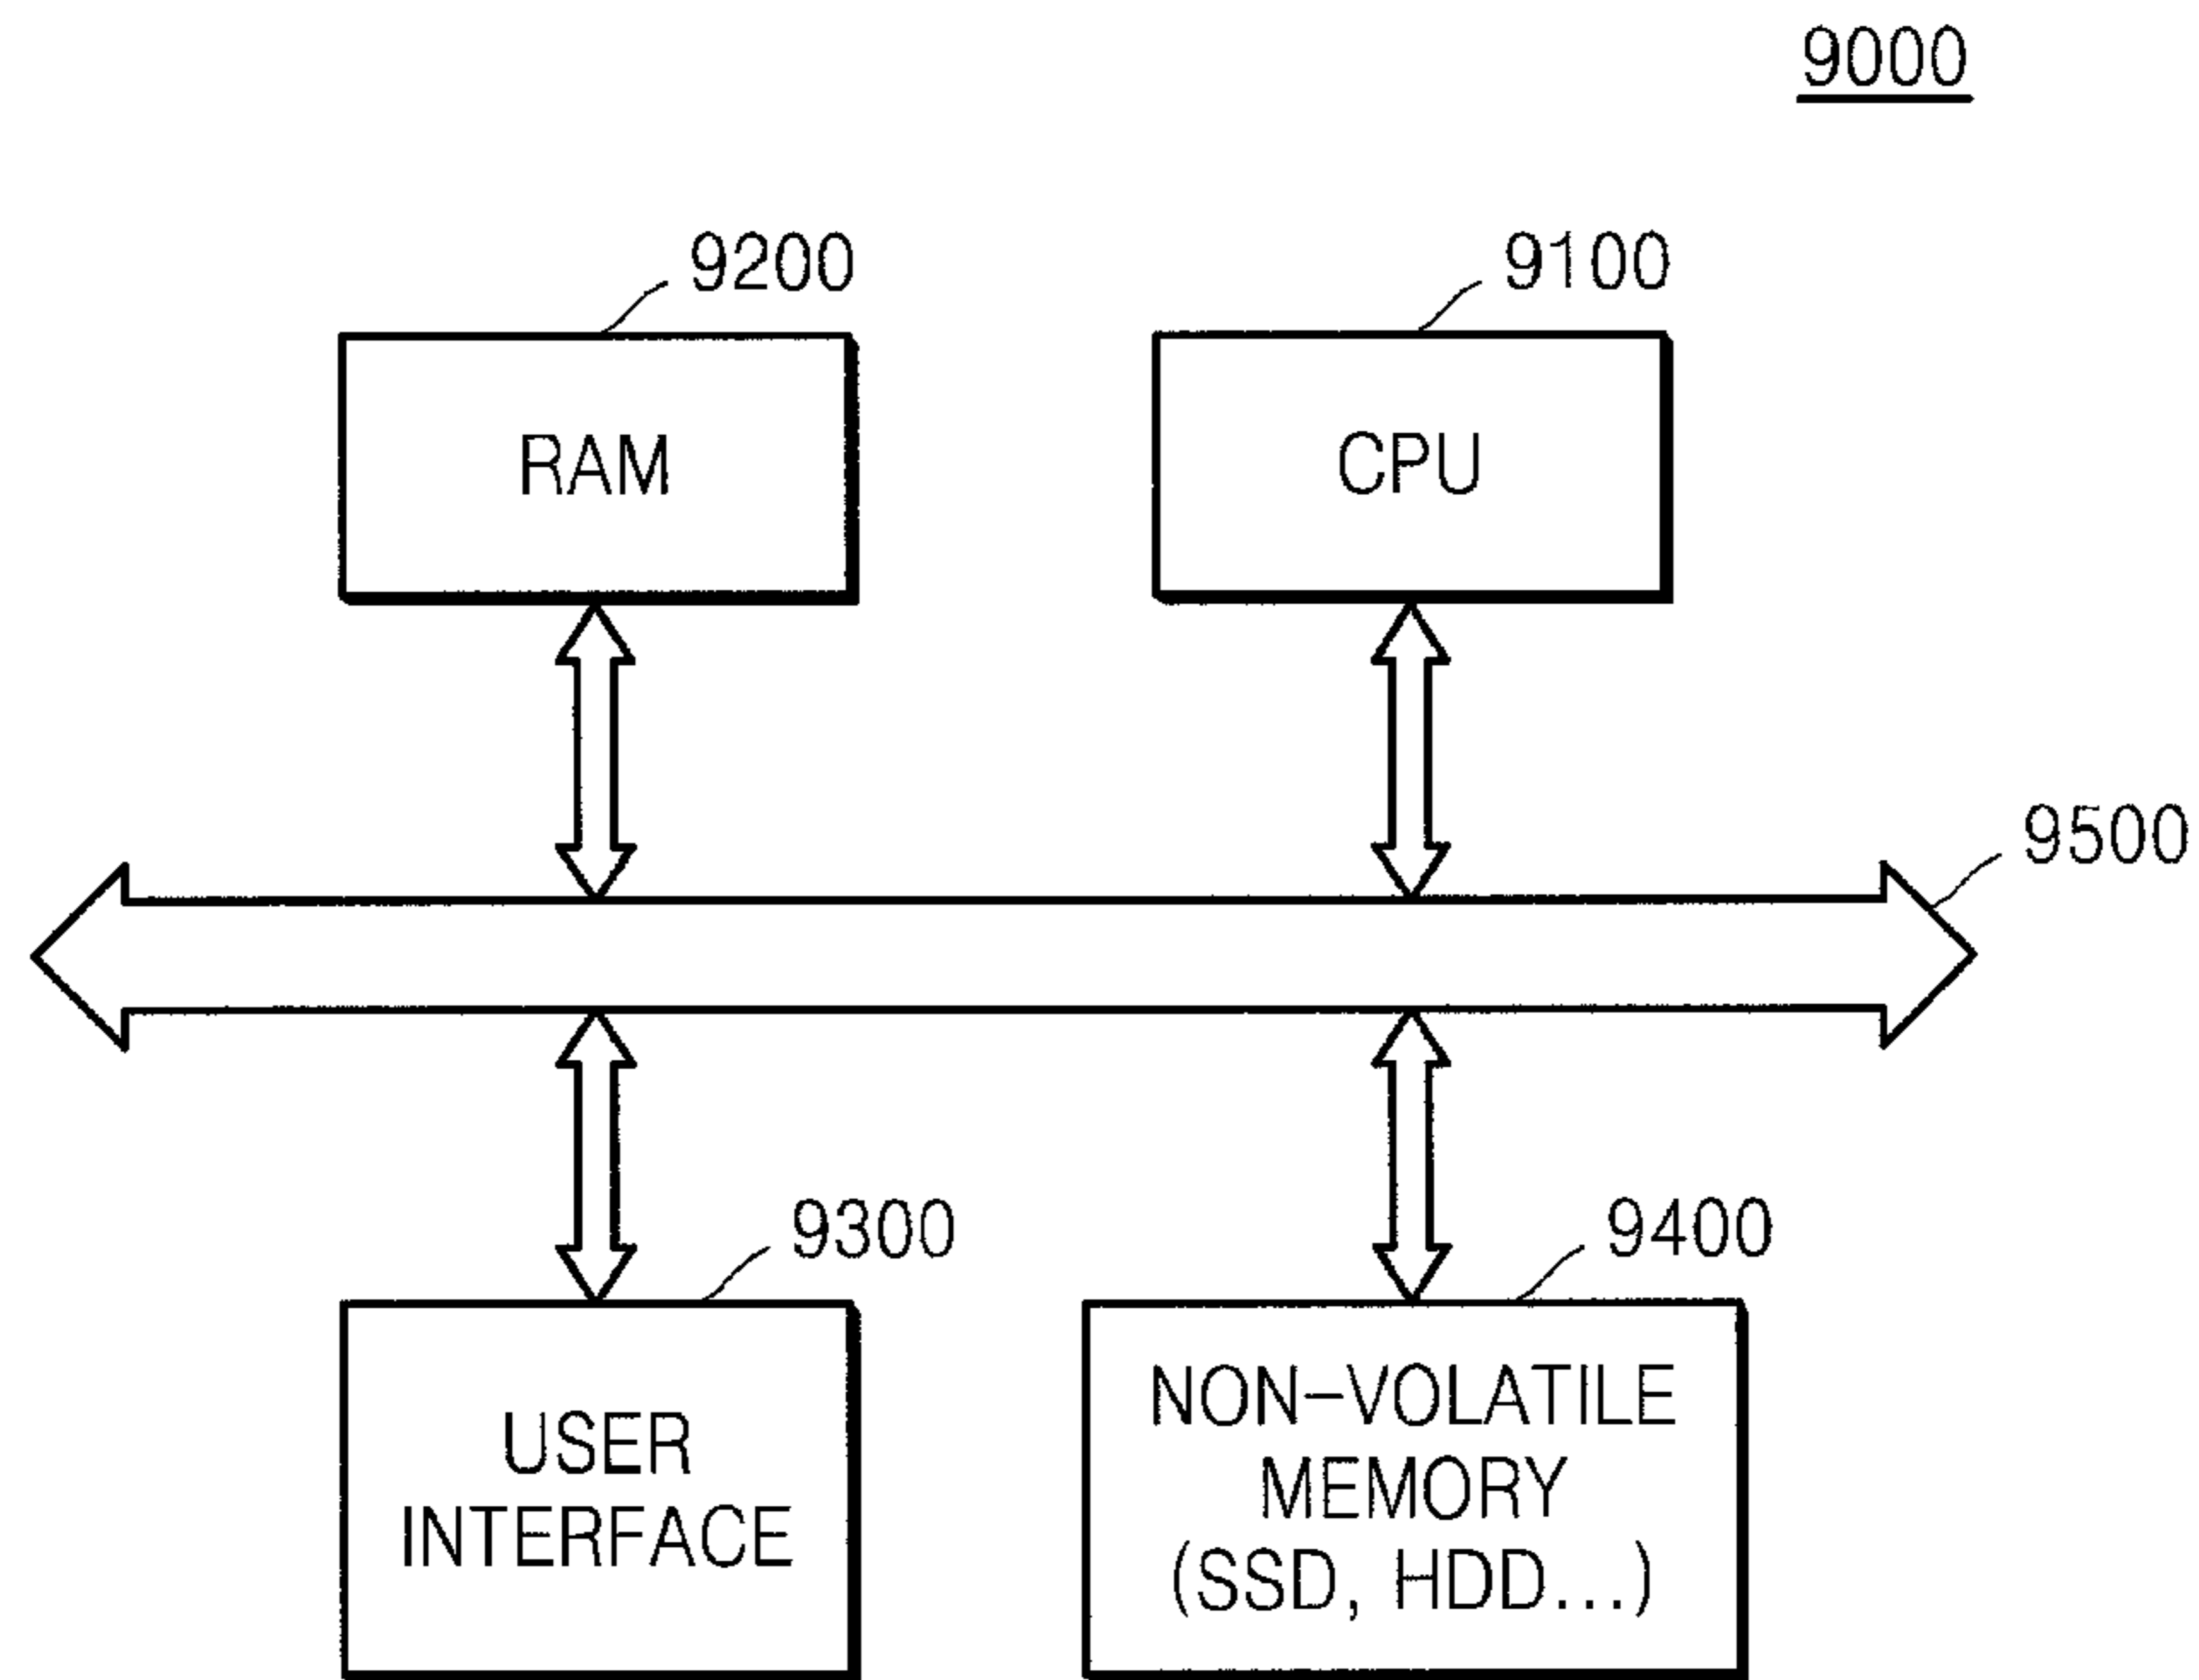 9000
9200
9100
RAM
CPU
9500
9300
9400
USER
INTERFACE
NON-VOLATILE
MEMORY
(SSD, HDD...)